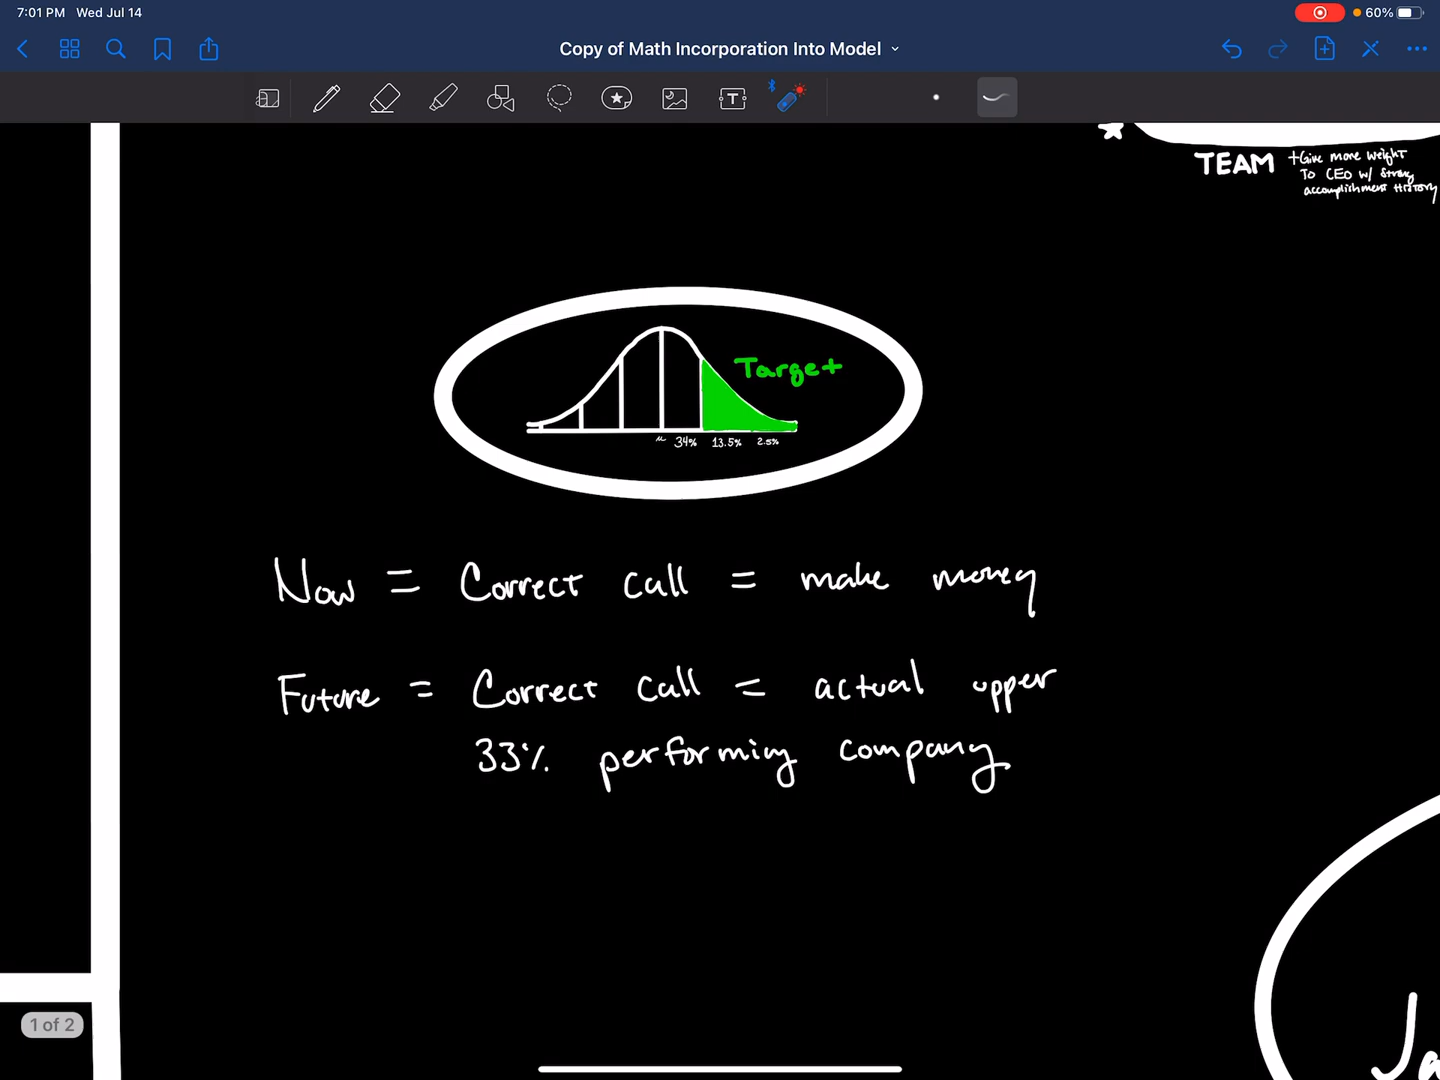 7:01 PM Wed Jul 14
60%
Copy of Math Incorporation Into Model
T
TEAM
+Give more weight
To CEO w/ Strong
accomplishment History
Target
μ 34% 13.5% 2.5%
Now = Correct call = make money
Future = Correct call = actual upper
33% performing company
1 of 2